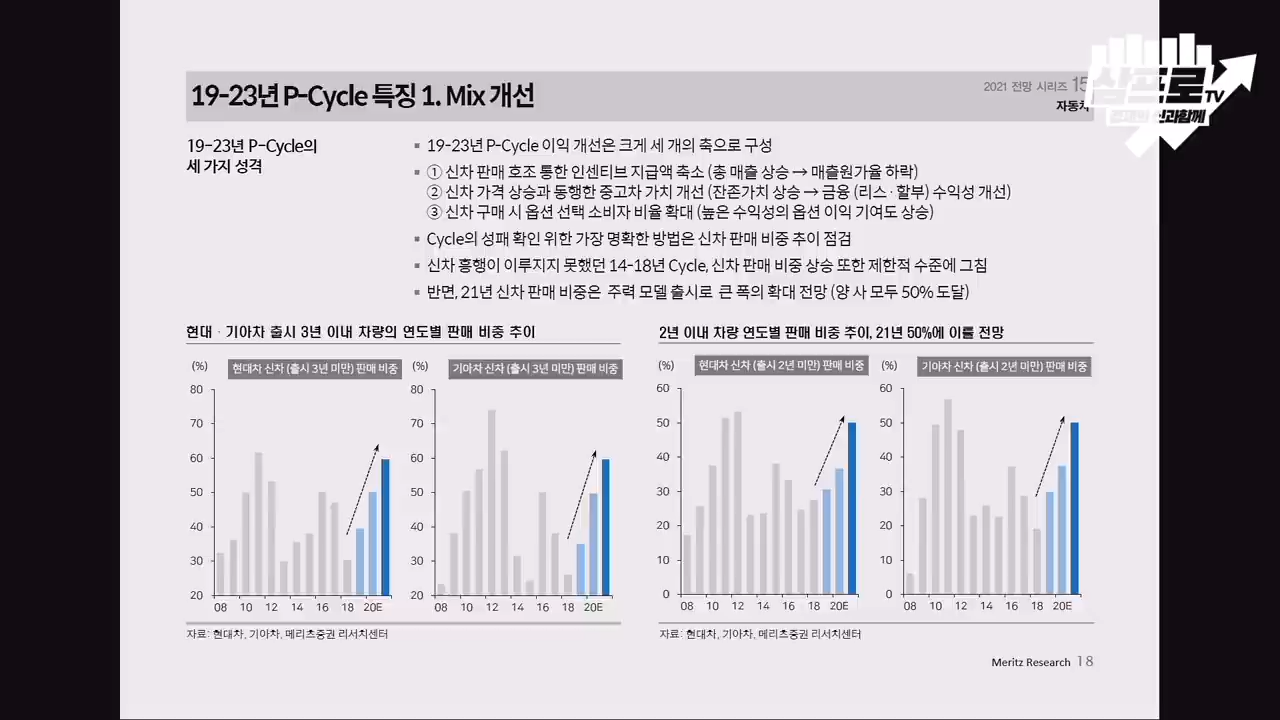 19-23년 P-Cycle 특징 1. Mix 개선
2021 전망 시리즈 15
자동차
삼프로TV
19-23년 P-Cycle의
세 가지 성격
▪ 19-23년 P-Cycle 이익 개선은 크게 세 개의 축으로 구성
▪ ① 신차 판매 호조 통한 인센티브 지급액 축소 (총 매출 상승 → 매출원가율 하락)
② 신차 가격 상승과 동행한 중고차 가치 개선 (잔존가치 상승 → 금융 (리스·할부) 수익성 개선)
③ 신차 구매 시 옵션 선택 소비자 비율 확대 (높은 수익성의 옵션 이익 기여도 상승)
▪ Cycle의 성패 확인 위한 가장 명확한 방법은 신차 판매 비중 추이 점검
▪ 신차 흥행이 이루지지 못했던 14-18년 Cycle, 신차 판매 비중 상승 또한 제한적 수준에 그침
▪ 반면, 21년 신차 판매 비중은 주력 모델 출시로 큰 폭의 확대 전망 (양 사 모두 50% 도달)
현대·기아차 출시 3년 이내 차량의 연도별 판매 비중 추이
(%)
현대차 신차 (출시 3년 미만) 판매 비중
80
70
60
50
40
30
20
08 10 12 14 16 18 20E
(%)
기아차 신차 (출시 3년 미만) 판매 비중
80
70
60
50
40
30
20
08 10 12 14 16 18 20E
자료: 현대차, 기아차, 메리츠증권 리서치센터
2년 이내 차량 연도별 판매 비중 추이, 21년 50%에 이를 전망
(%)
현대차 신차 (출시 2년 미만) 판매 비중
60
50
40
30
20
10
0
08 10 12 14 16 18 20E
(%)
기아차 신차 (출시 2년 미만) 판매 비중
60
50
40
30
20
10
0
08 10 12 14 16 18 20E
자료: 현대차, 기아차, 메리츠증권 리서치센터
Meritz Research 18